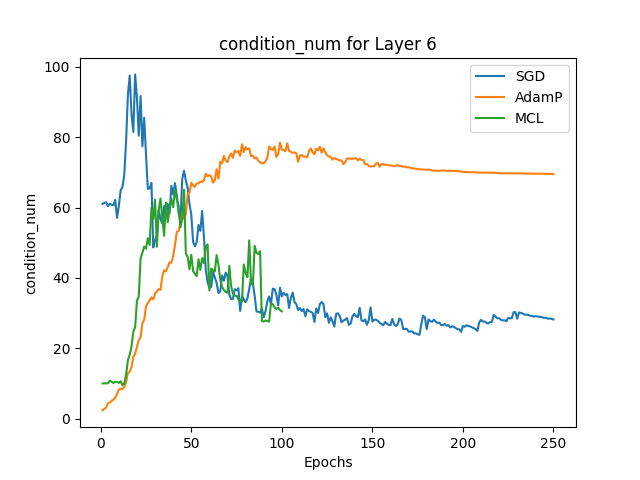 condition_num for Layer 6
SGD
AdamP
MCL
condition_num
100
80
60
40
20
0
0 50 100 150 200 250
Epochs